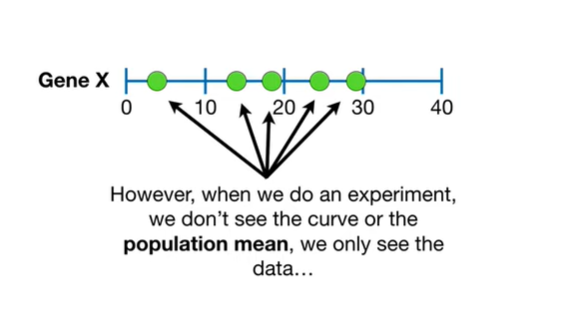 Gene X
0 10 20 30 40
However, when we do an experiment,
we don't see the curve or the
population mean, we only see the
data…